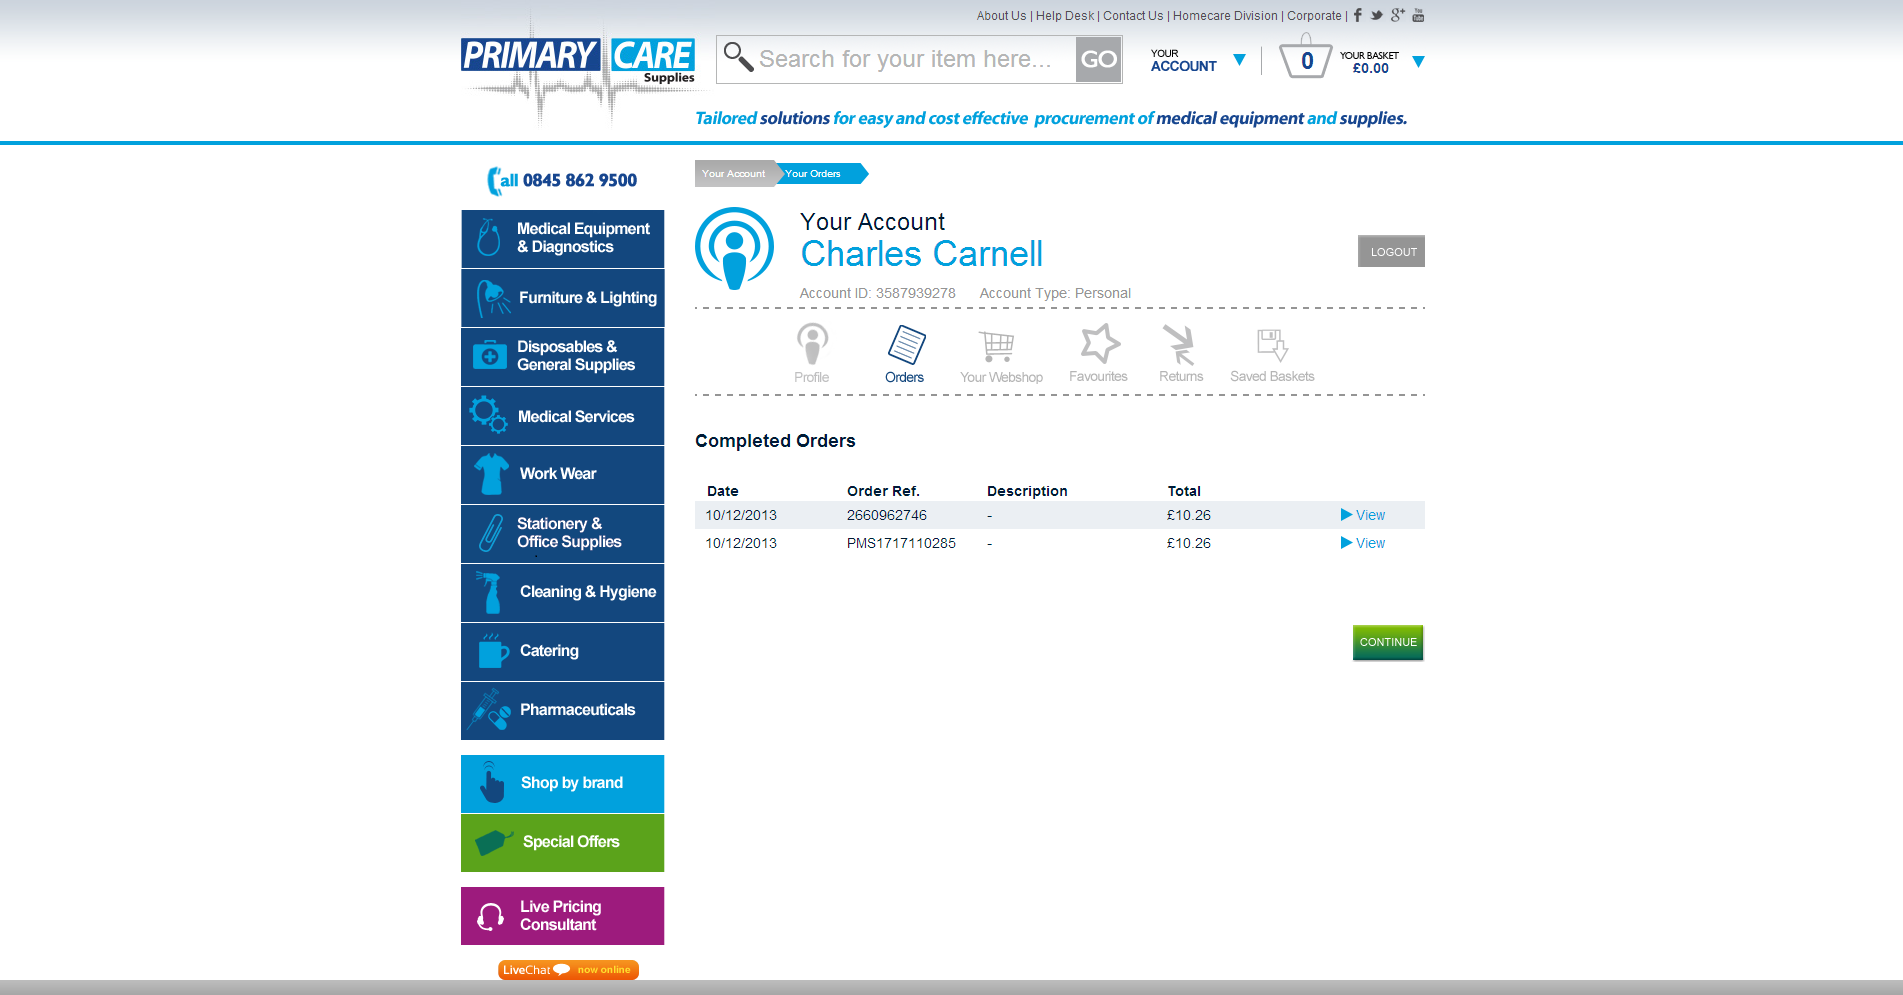 About Us | Help Desk | Contact Us | Homecare Division | Corporate |
PRIMARY CARE
Supplies
Search for your item here...
GO
YOUR
ACCOUNT
0
YOUR BASKET
£0.00
Tailored solutions for easy and cost effective procurement of medical equipment and supplies.
Call 0845 862 9500
Medical Equipment
& Diagnostics
Furniture & Lighting
Disposables &
General Supplies
Medical Services
Work Wear
Stationery &
Office Supplies
Cleaning & Hygiene
Catering
Pharmaceuticals
Shop by brand
Special Offers
Live Pricing
Consultant
LiveChat now online
Your Account Your Orders
Your Account
Charles Carnell
LOGOUT
Account ID: 3587939278 Account Type: Personal
Profile Orders Your Webshop Favourites Returns Saved Baskets
Completed Orders
Date Order Ref. Description Total
10/12/2013 2660962746 - £10.26 View
10/12/2013 PMS1717110285 - £10.26 View
CONTINUE